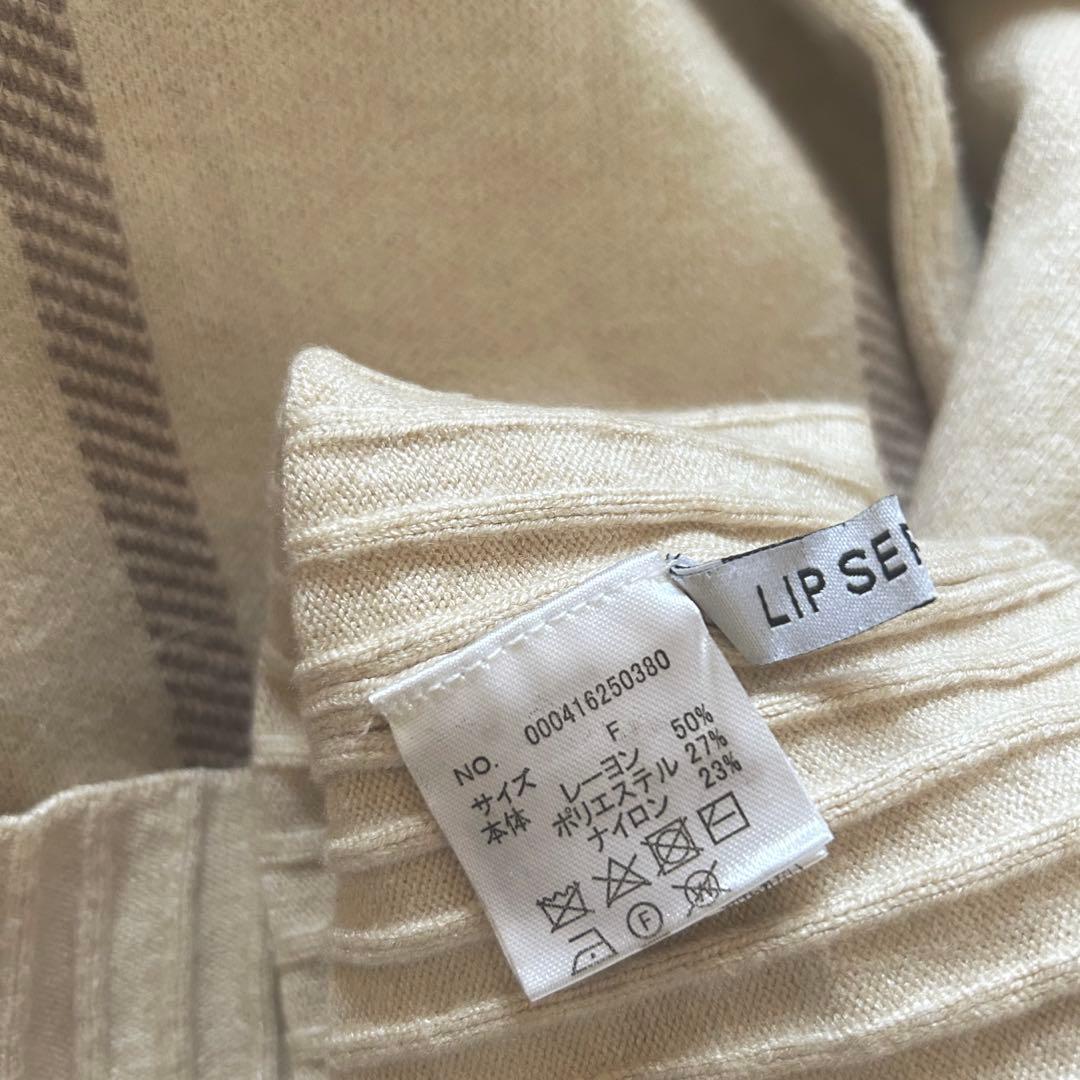 LIP SE
NO. 000416250380
サイズ F
本体 レーヨン 50%
ポリエステル 27%
ナイロン 23%
F
W